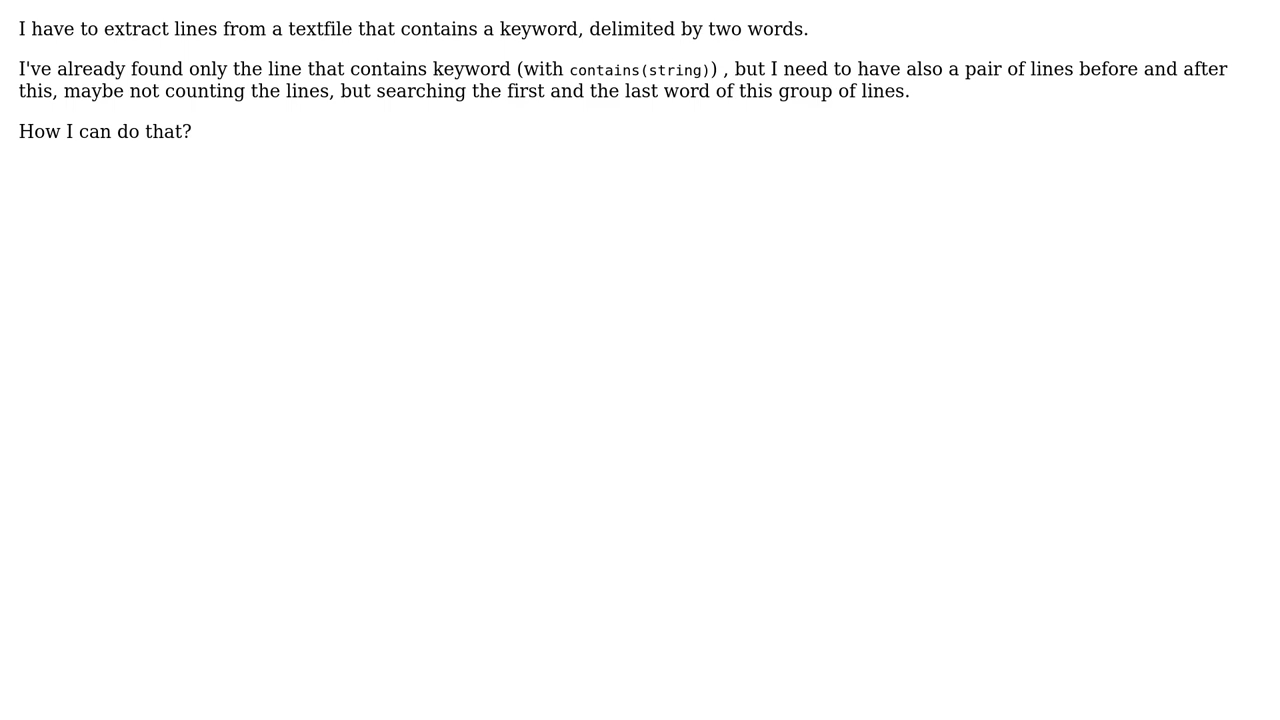 I have to extract lines from a textfile that contains a keyword, delimited by two words.
I've already found only the line that contains keyword (with contains(string)) , but I need to have also a pair of lines before and after
this, maybe not counting the lines, but searching the first and the last word of this group of lines.
How I can do that?